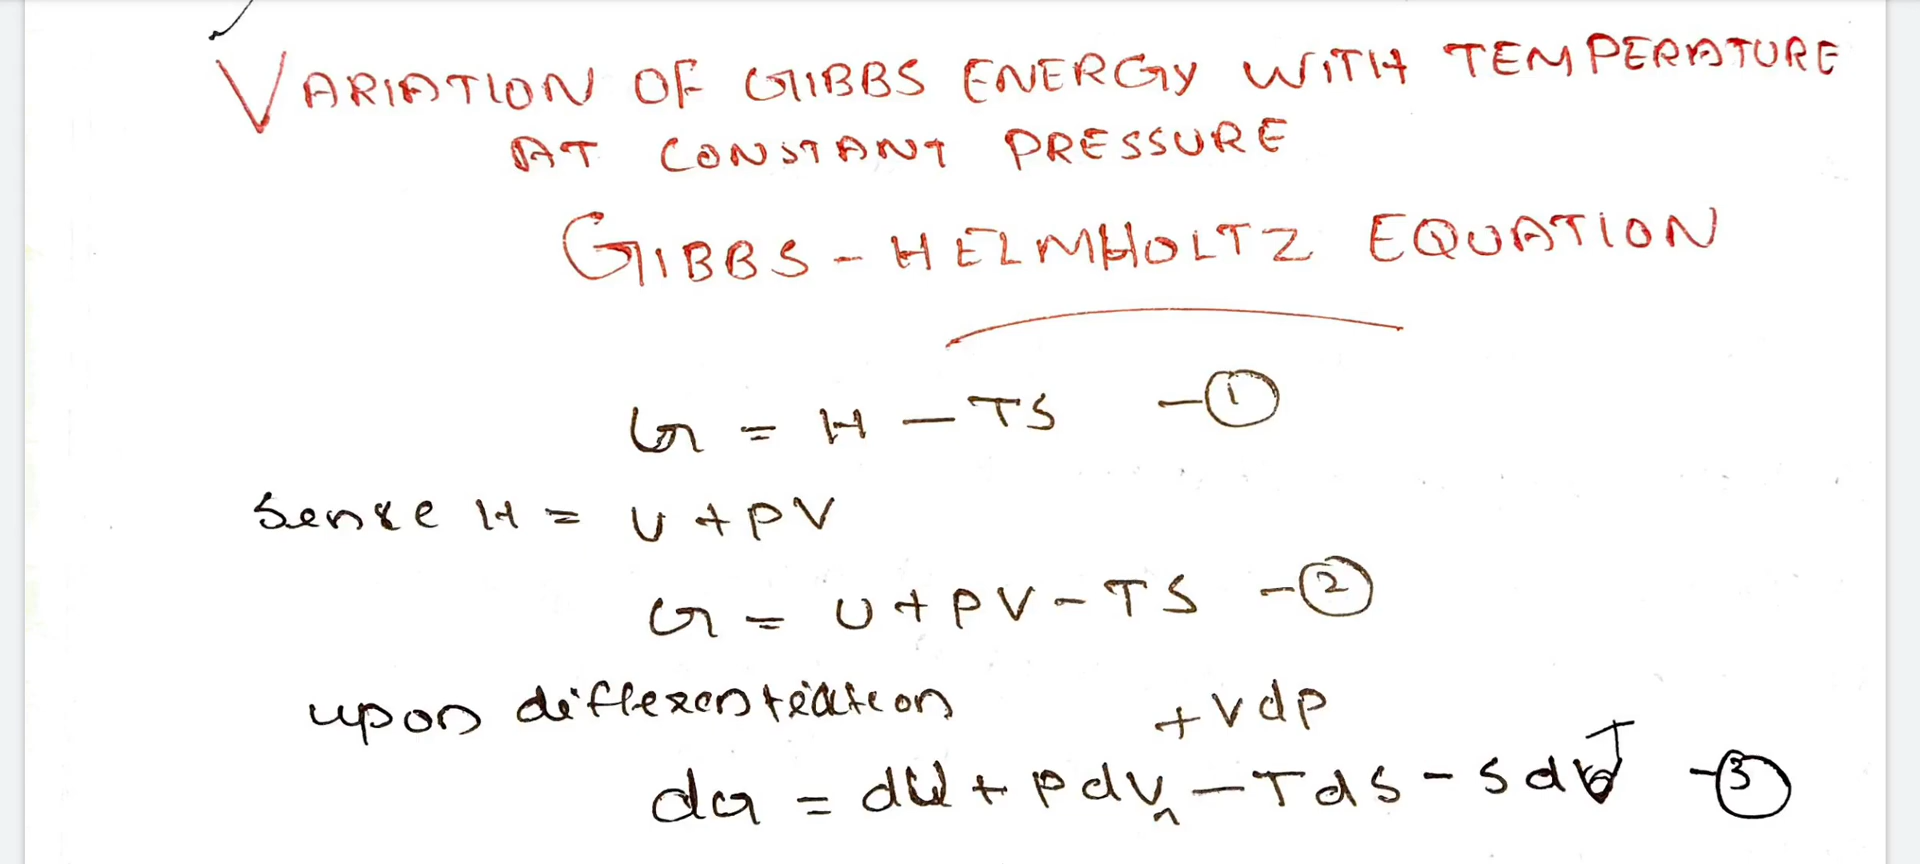 VARIATION OF GIBBS ENERGY WITH TEMPERATURE
AT CONSTANT PRESSURE
GIBBS - HELMHOLTZ EQUATION
G = H - TS - ①
Sense H = U + PV
G = U + PV - TS - ②
upon differentiation
+ Vdp
dG = dU + PdV ^ - TdS - SdT - ③